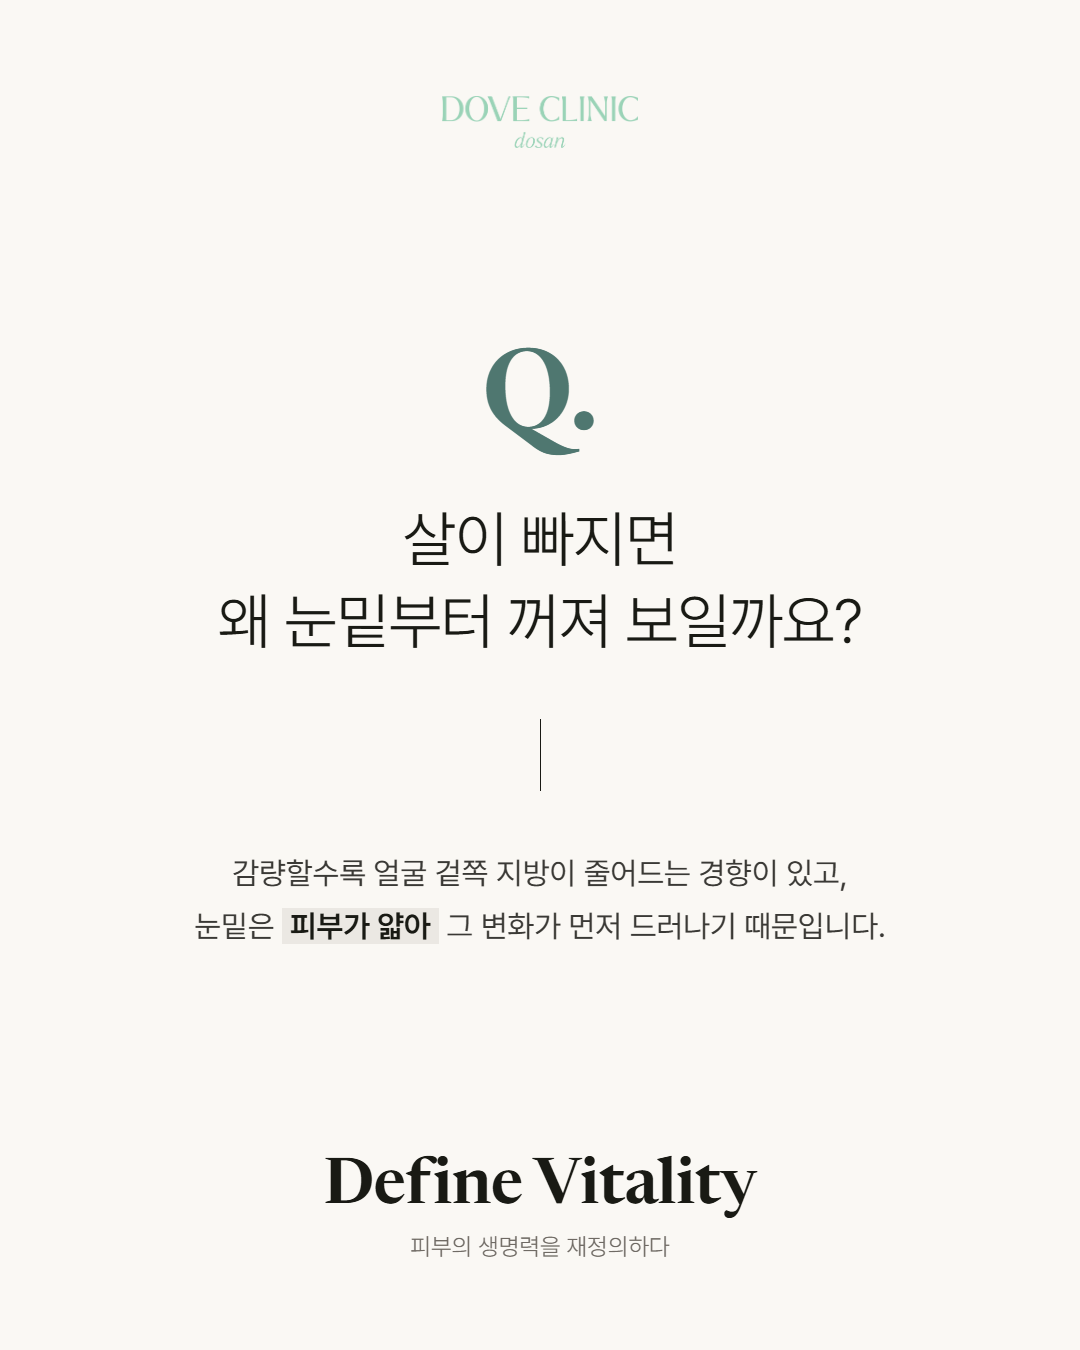 DOVE CLINIC
dosan
Q.
살이 빠지면
왜 눈밑부터 꺼져 보일까요?
감량할수록 얼굴 겉쪽 지방이 줄어드는 경향이 있고,
눈밑은 피부가 얇아 그 변화가 먼저 드러나기 때문입니다.
Define Vitality
피부의 생명력을 재정의하다